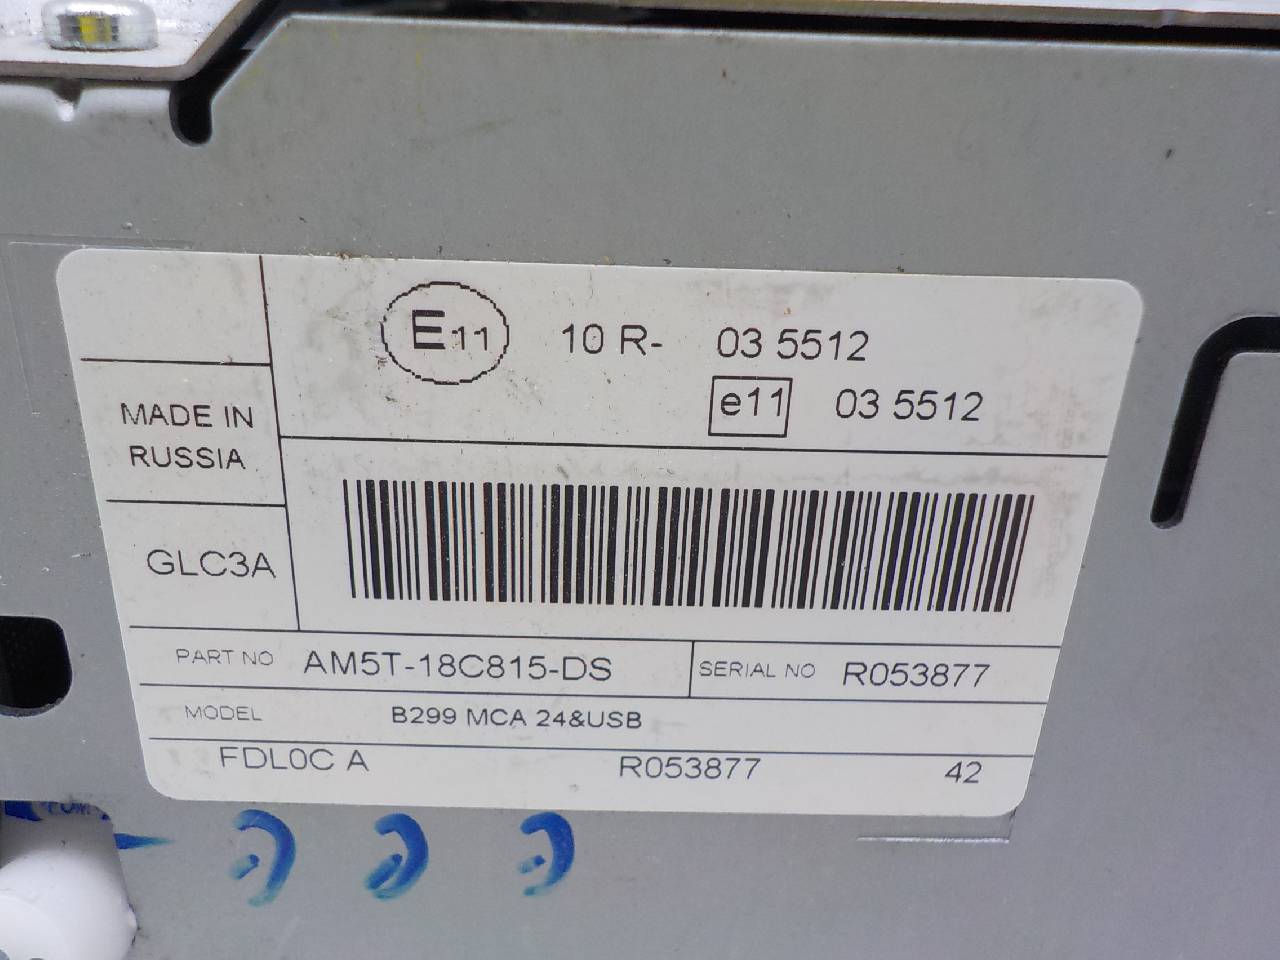 E11 10 R- 03 5512
e11 03 5512
MADE IN
RUSSIA
GLC3A
PART NO AM5T-18C815-DS SERIAL NO R053877
MODEL B299 MCA 24&USB
FDL0C A R053877 42